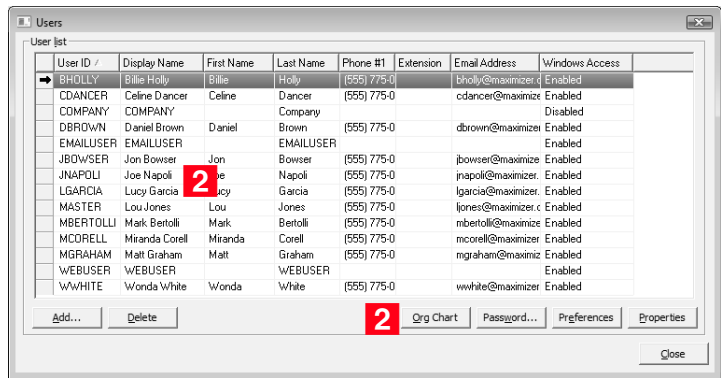 Users
User list
User ID Display Name First Name Last Name Phone #1 Extension Email Address Windows Access
BHOLLY Billie Holly Billie Holly (555) 775-0 bholly@maximizer.c Enabled
CDANCER Celine Dancer Celine Dancer (555) 775-0 cdancer@maximize Enabled
COMPANY COMPANY Company Disabled
DBROWN Daniel Brown Daniel Brown (555) 775-0 dbrown@maximizer Enabled
EMAILUSER EMAILUSER EMAILUSER Enabled
JBOWSER Jon Bowser Jon Bowser (555) 775-0 jbowser@maximize Enabled
JNAPOLI Joe Napoli Napoli (555) 775-0 jnapoli@maximizer. Enabled
2
LGARCIA Lucy Garcia Garcia (555) 775-0 lgarcia@maximizer. Enabled
MASTER Lou Jones Lou Jones (555) 775-0 ljones@maximizer.c Enabled
MBERTOLLI Mark Bertolli Mark Bertolli (555) 775-0 mbertolli@maximize Enabled
MCORELL Miranda Corell Miranda Corell (555) 775-0 mcorell@maximizer Enabled
MGRAHAM Matt Graham Matt Graham (555) 775-0 mgraham@maximiz Enabled
WEBUSER WEBUSER WEBUSER Enabled
WWHITE Wonda White Wonda White (555) 775-0 wwhite@maximizer Enabled
Add... Delete 2 Org Chart Password... Preferences Properties
Close